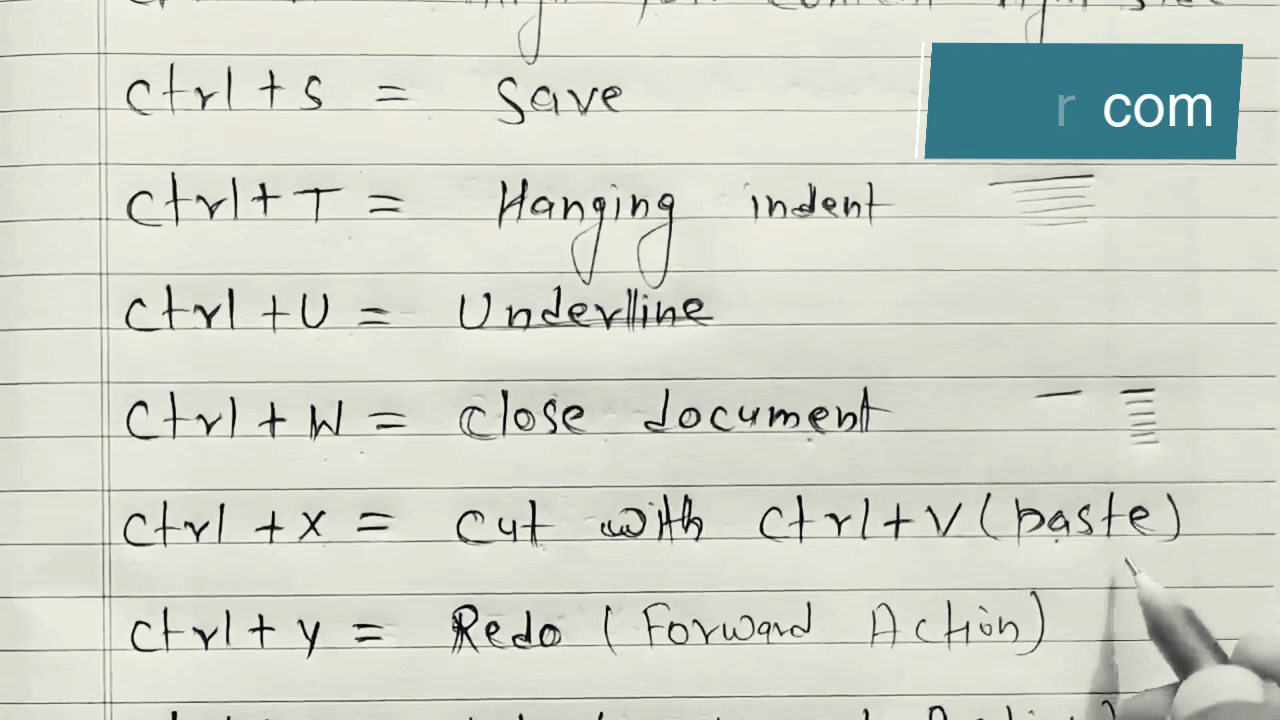 r com
Ctrl + S = Save
Ctrl + T = Hanging indent
Ctrl + U = Underline
Ctrl + W = Close document
Ctrl + X = Cut with Ctrl + V (paste)
Ctrl + y = Redo (Forward Action)